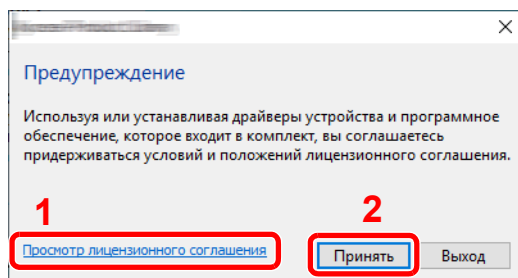 Предупреждение
Используя или устанавливая драйверы устройства и программное
обеспечение, которое входит в комплект, вы соглашаетесь
придерживаться условий и положений лицензионного соглашения.
1
2
Просмотр лицензионного соглашения
Принять
Выход